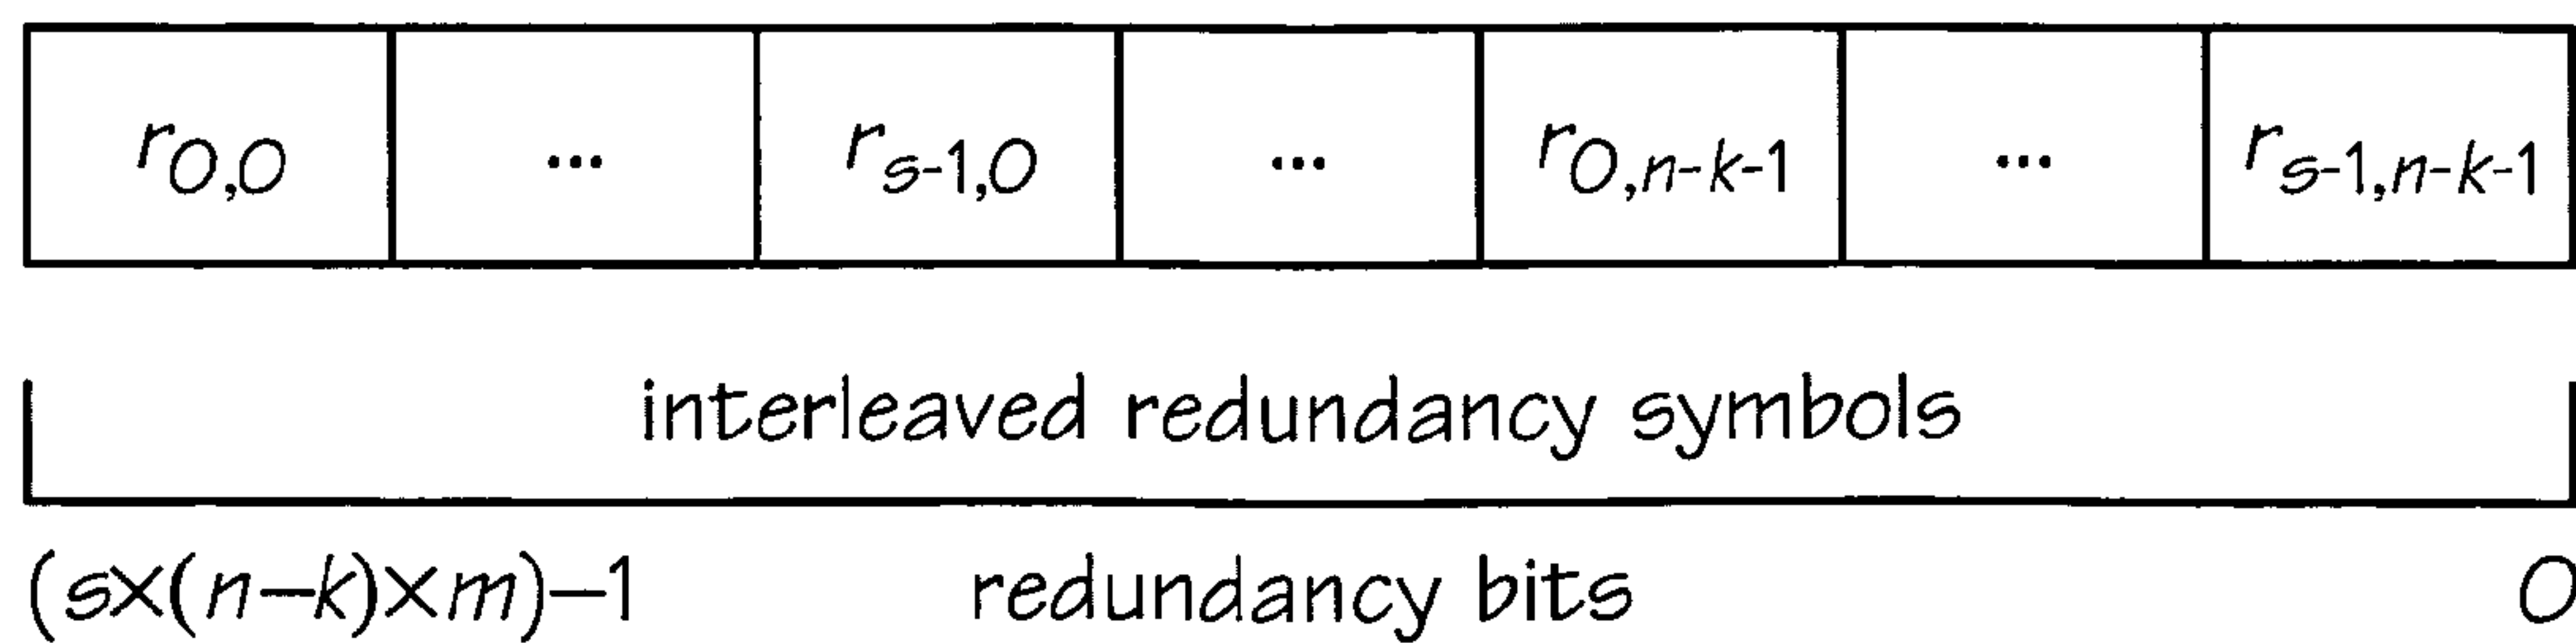 r0,0 ... rs-1,0 ... r0,n-k-1 ... rs-1,n-k-1
interleaved redundancy symbols
(s×(n–k)×m)–1 redundancy bits 0